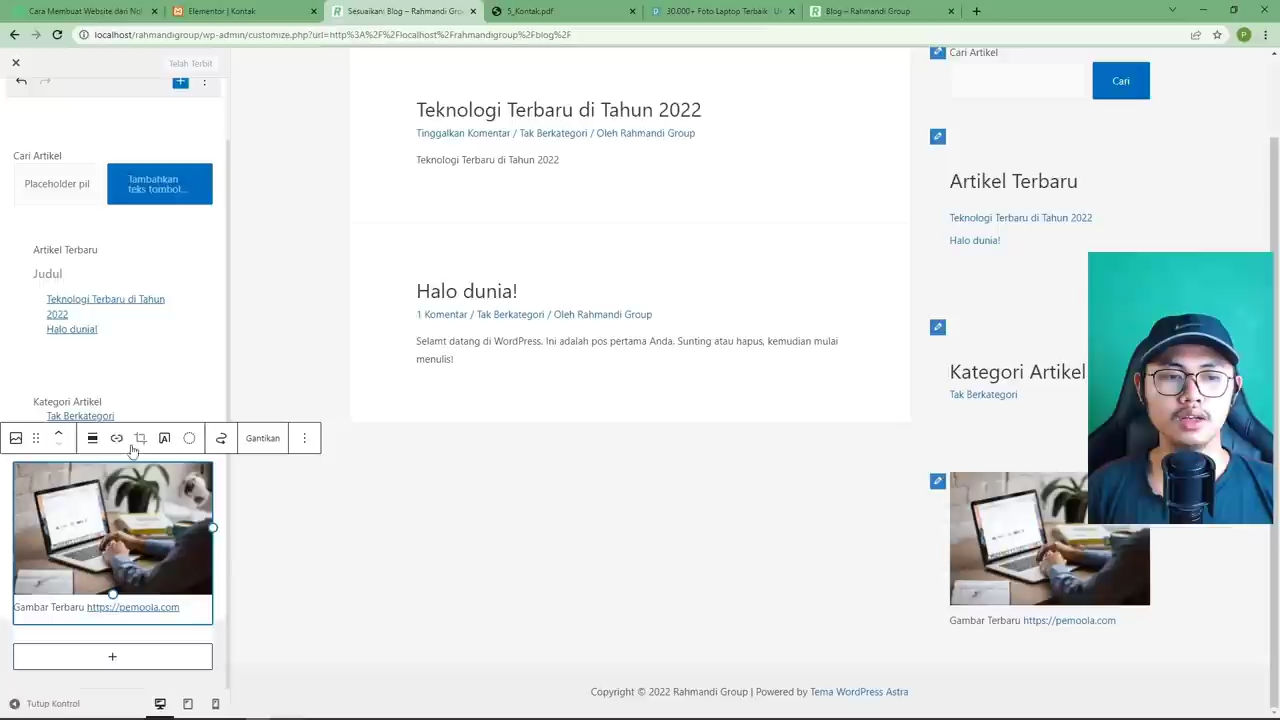 Cara Membuat Website dari Nol
Elementor | Kontak
Sesuaikan: Blog – Rahmandi Gro
5_Kontak.pdf
30.000+ Foto Laptop Terbaik · U
Blog – Rahmandi Group
localhost/rahmandigroup/wp-admin/customize.php?url=http%3A%2F%2Flocalhost%2Frahmandigroup%2Fblog%2F
P
Telah Terbit
Cari Artikel
Placeholder pil
Tambahkan
teks tombol...
Artikel Terbaru
Judul
Teknologi Terbaru di Tahun
2022
Halo dunia!
Kategori Artikel
Tak Berkategori
Gantikan
Gambar Terbaru https://pemoola.com
Tutup Kontrol
Teknologi Terbaru di Tahun 2022
Tinggalkan Komentar / Tak Berkategori / Oleh Rahmandi Group
Teknologi Terbaru di Tahun 2022
Halo dunia!
1 Komentar / Tak Berkategori / Oleh Rahmandi Group
Selamt datang di WordPress. Ini adalah pos pertama Anda. Sunting atau hapus, kemudian mulai
menulis!
Cari Artikel
Cari
Artikel Terbaru
Teknologi Terbaru di Tahun 2022
Halo dunia!
Kategori Artikel
Tak Berkategori
Gambar Terbaru https://pemoola.com
Copyright © 2022 Rahmandi Group | Powered by Tema WordPress Astra